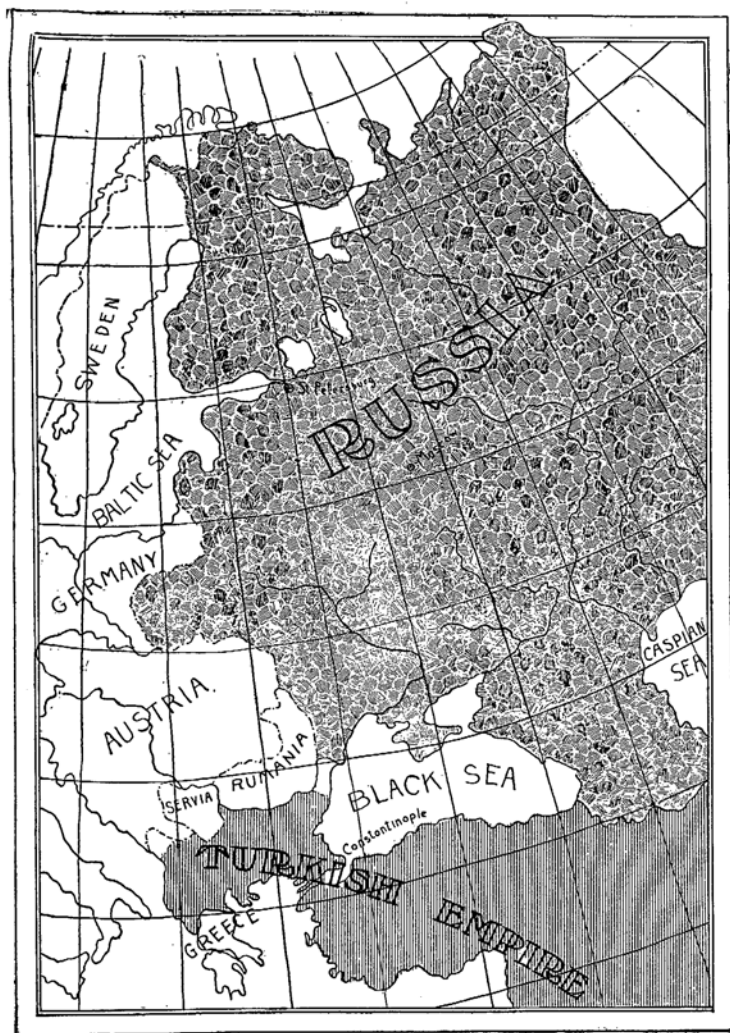 RUSSIA
SWEDEN
St. Petersburg
BALTIC SEA
GERMANY
CASPIAN
SEA
AUSTRIA
RUMANIA
SERVIA
BLACK SEA
Constantinople
TURKISH EMPIRE
GREECE